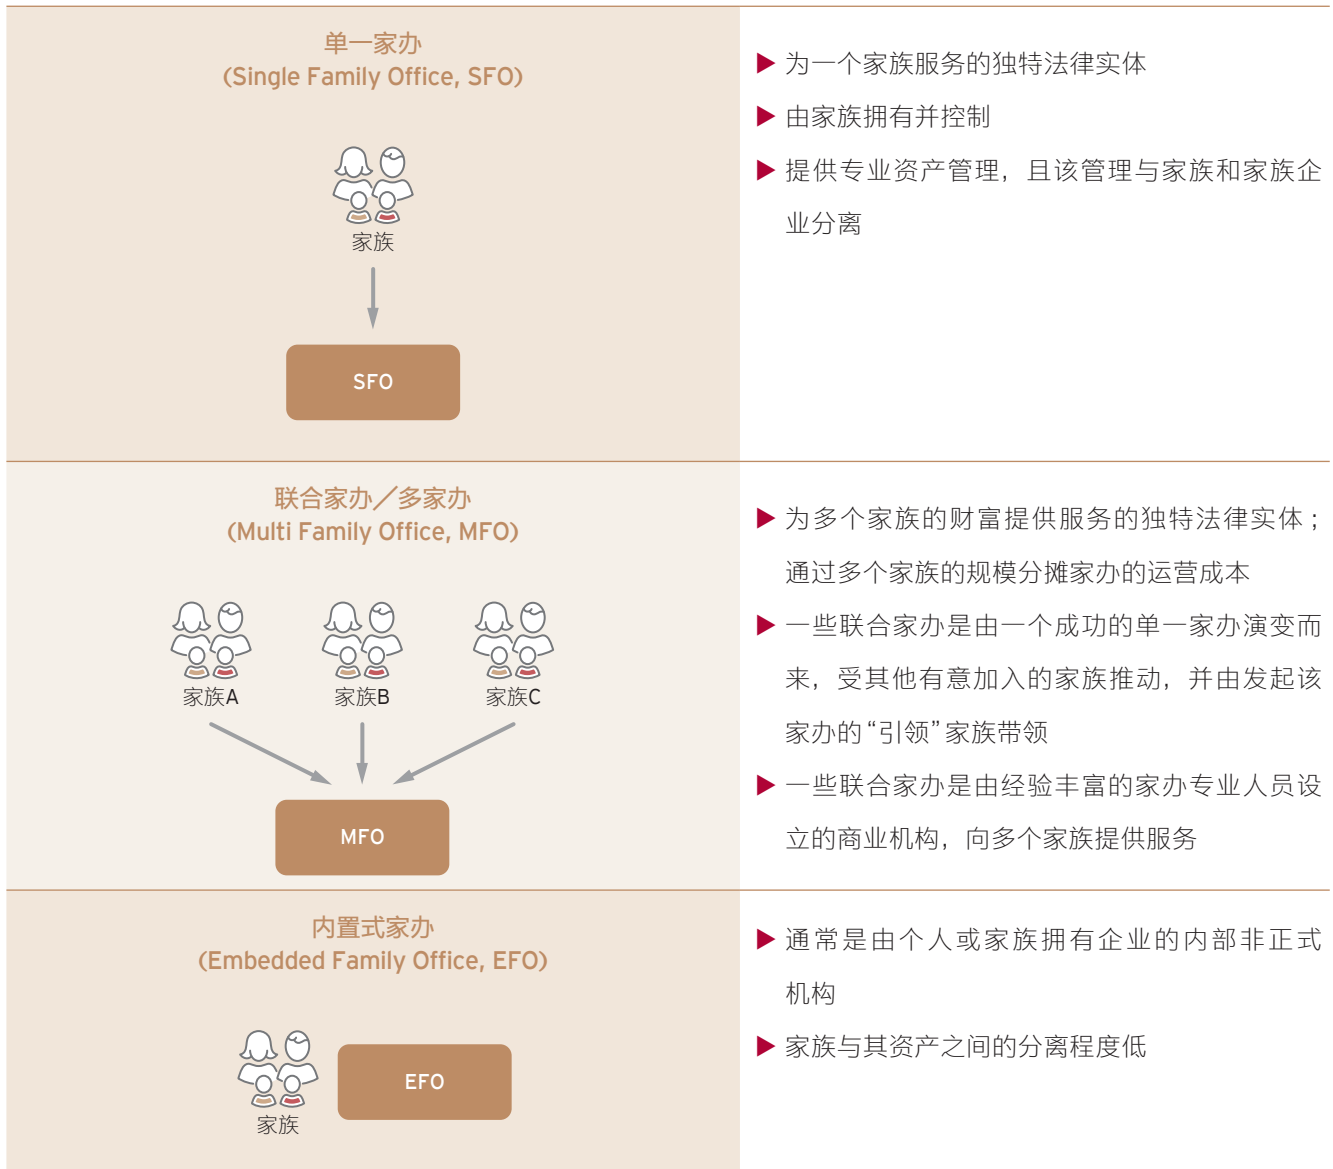 单一家办
(Single Family Office, SFO)
家族
SFO
▶ 为一个家族服务的独特法律实体
▶ 由家族拥有并控制
▶ 提供专业资产管理，且该管理与家族和家族企
业分离
联合家办／多家办
(Multi Family Office, MFO)
家族A
家族B
家族C
MFO
▶ 为多个家族的财富提供服务的独特法律实体；
通过多个家族的规模分摊家办的运营成本
▶ 一些联合家办是由一个成功的单一家办演变而
来，受其他有意加入的家族推动，并由发起该
家办的“引领”家族带领
▶ 一些联合家办是由经验丰富的家办专业人员设
立的商业机构，向多个家族提供服务
内置式家办
(Embedded Family Office, EFO)
家族
EFO
▶ 通常是由个人或家族拥有企业的内部非正式
机构
▶ 家族与其资产之间的分离程度低